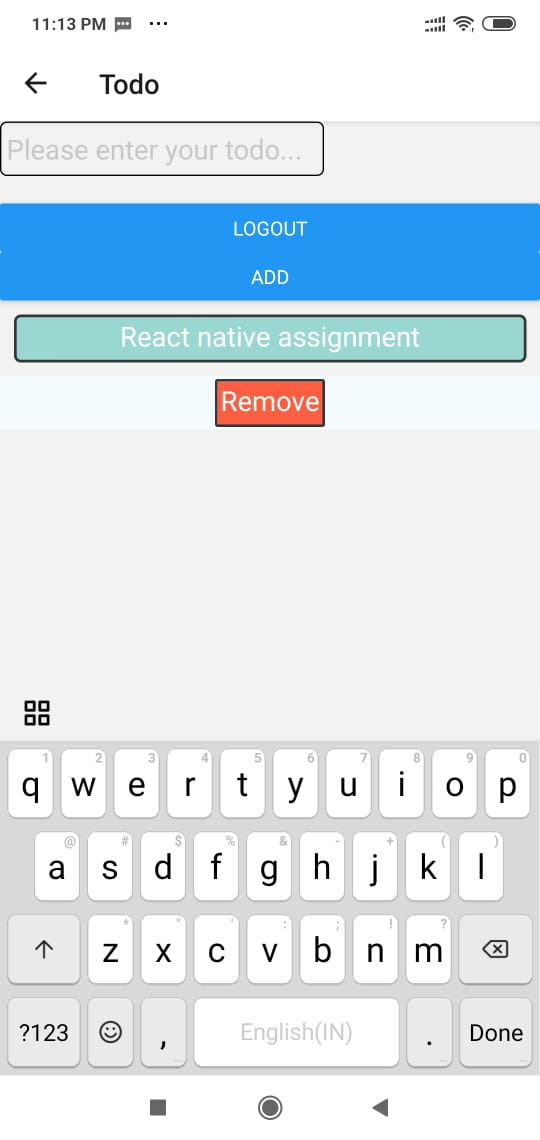 11:13 PM
Todo
Please enter your todo...
LOGOUT
ADD
React native assignment
Remove
1 2 3 4 5 6 7 8 9 0
q w e r t y u i o p
@ # $ % & - + ( )
a s d f g h j k l
* " ' : ; ! ?
z x c v b n m
?123 , English(IN) . Done